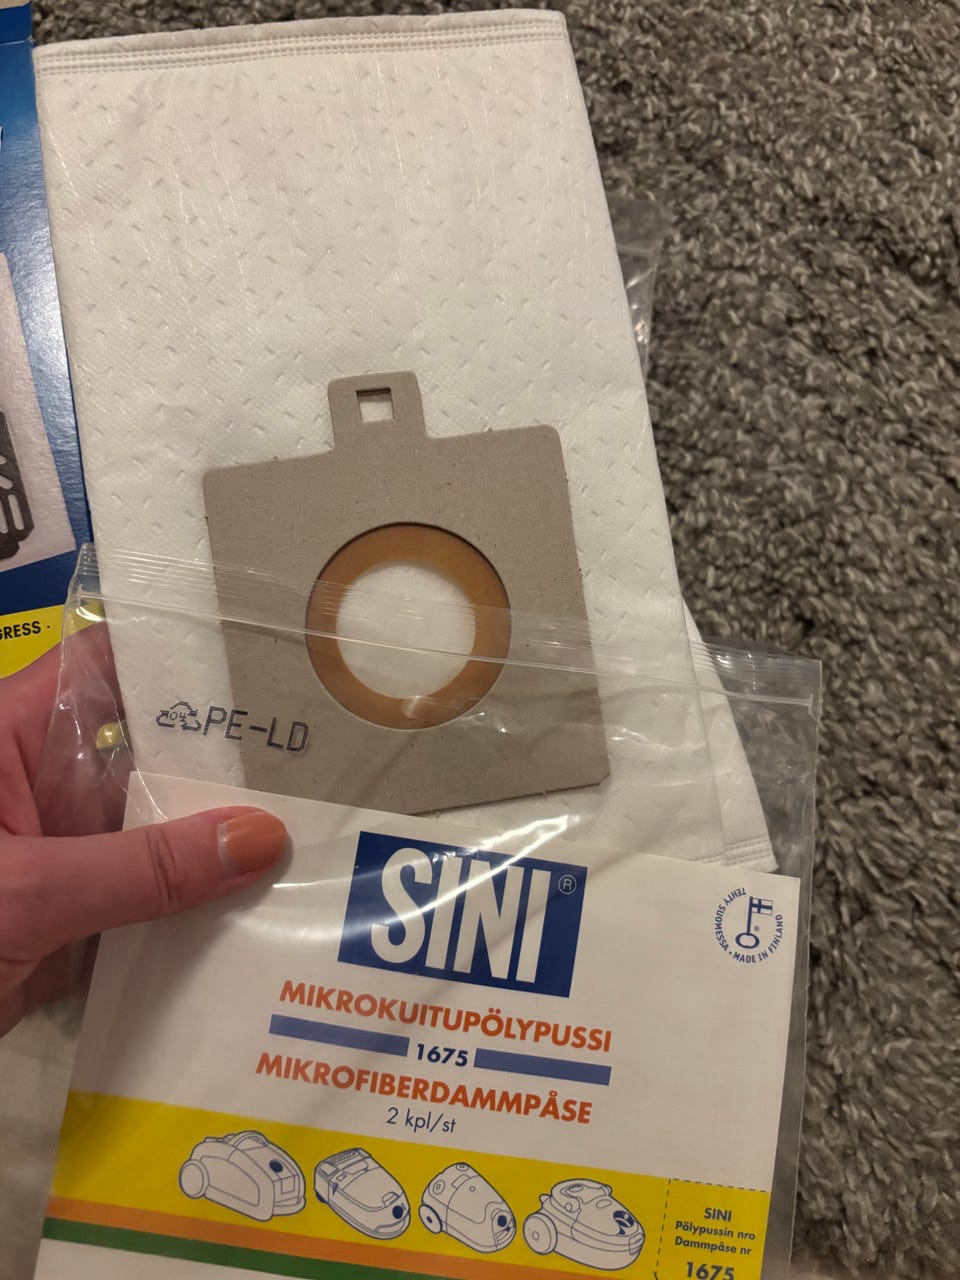 GRESS ·
04 PE-LD
SINI®
TEHTY SUOMESSA • MADE IN FINLAND
®
MIKROKUITUPÖLYPUSSI
1675
MIKROFIBERDAMMPÅSE
2 kpl/st
SINI
Pölypussin nro
Dammpåse nr
1675